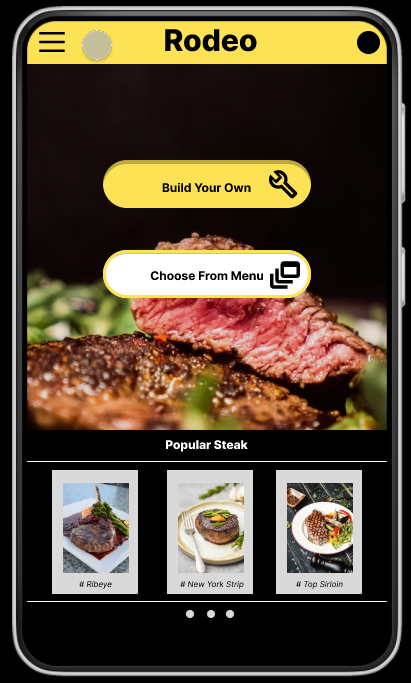 Rodeo
Build Your Own
Choose From Menu
Popular Steak
# Ribeye
# New York Strip
# Top Sirloin